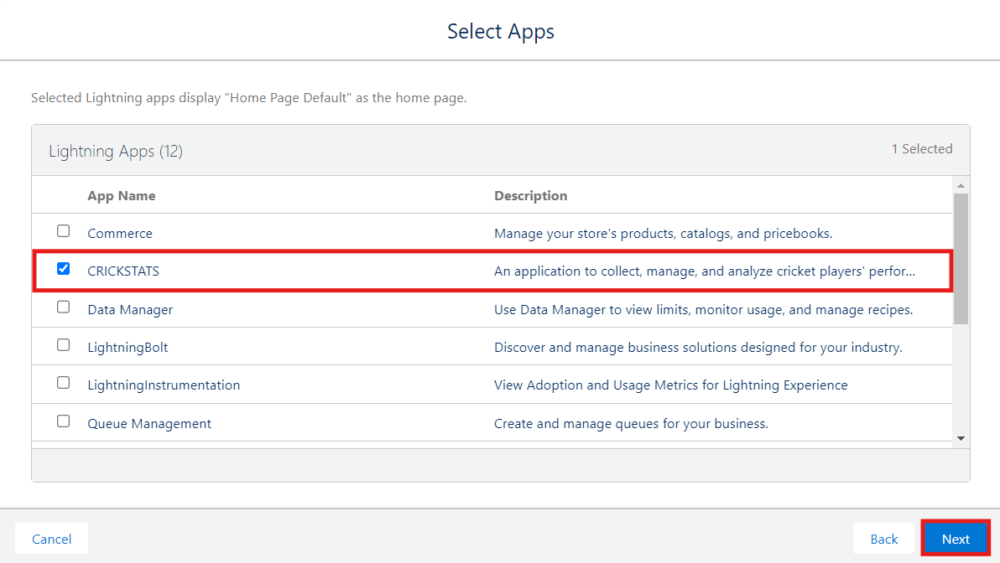 Select Apps
Selected Lightning apps display "Home Page Default" as the home page.
Lightning Apps (12)
1 Selected
App Name Description
Commerce Manage your store's products, catalogs, and pricebooks.
CRICKSTATS An application to collect, manage, and analyze cricket players' perfor...
Data Manager Use Data Manager to view limits, monitor usage, and manage recipes.
LightningBolt Discover and manage business solutions designed for your industry.
LightningInstrumentation View Adoption and Usage Metrics for Lightning Experience
Queue Management Create and manage queues for your business.
Cancel Back Next